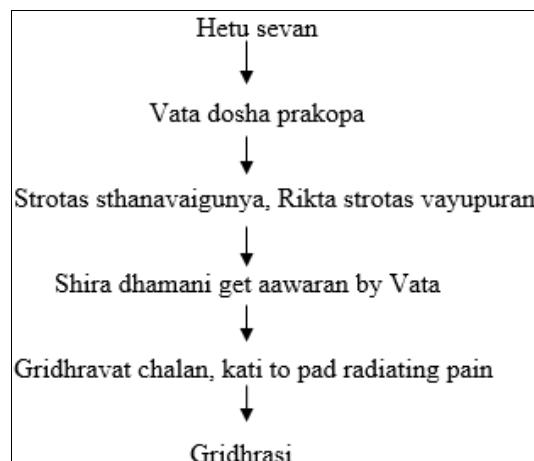 Hetu sevan
Vata dosha prakopa
Strotas sthanavaigunya, Rikta strotas vayupuran
Shira dhamani get aawaran by Vata
Gridhravat chalan, kati to pad radiating pain
Gridhrasi